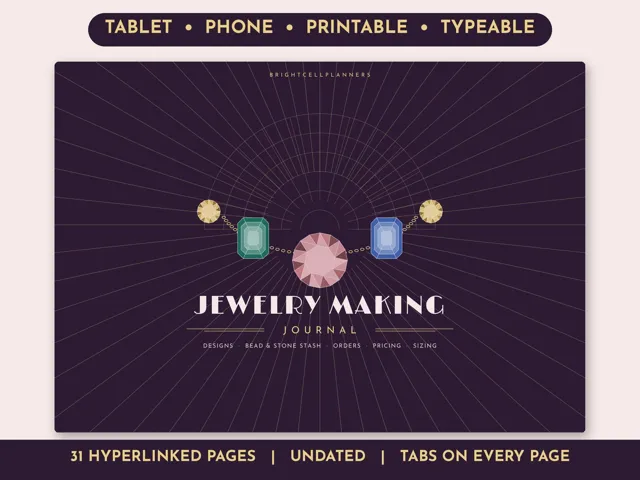 TABLET • PHONE • PRINTABLE • TYPEABLE
BRIGHTCELLPLANNERS
JEWELRY MAKING
JOURNAL
DESIGNS · BEAD & STONE STASH · ORDERS · PRICING · SIZING
31 HYPERLINKED PAGES | UNDATED | TABS ON EVERY PAGE